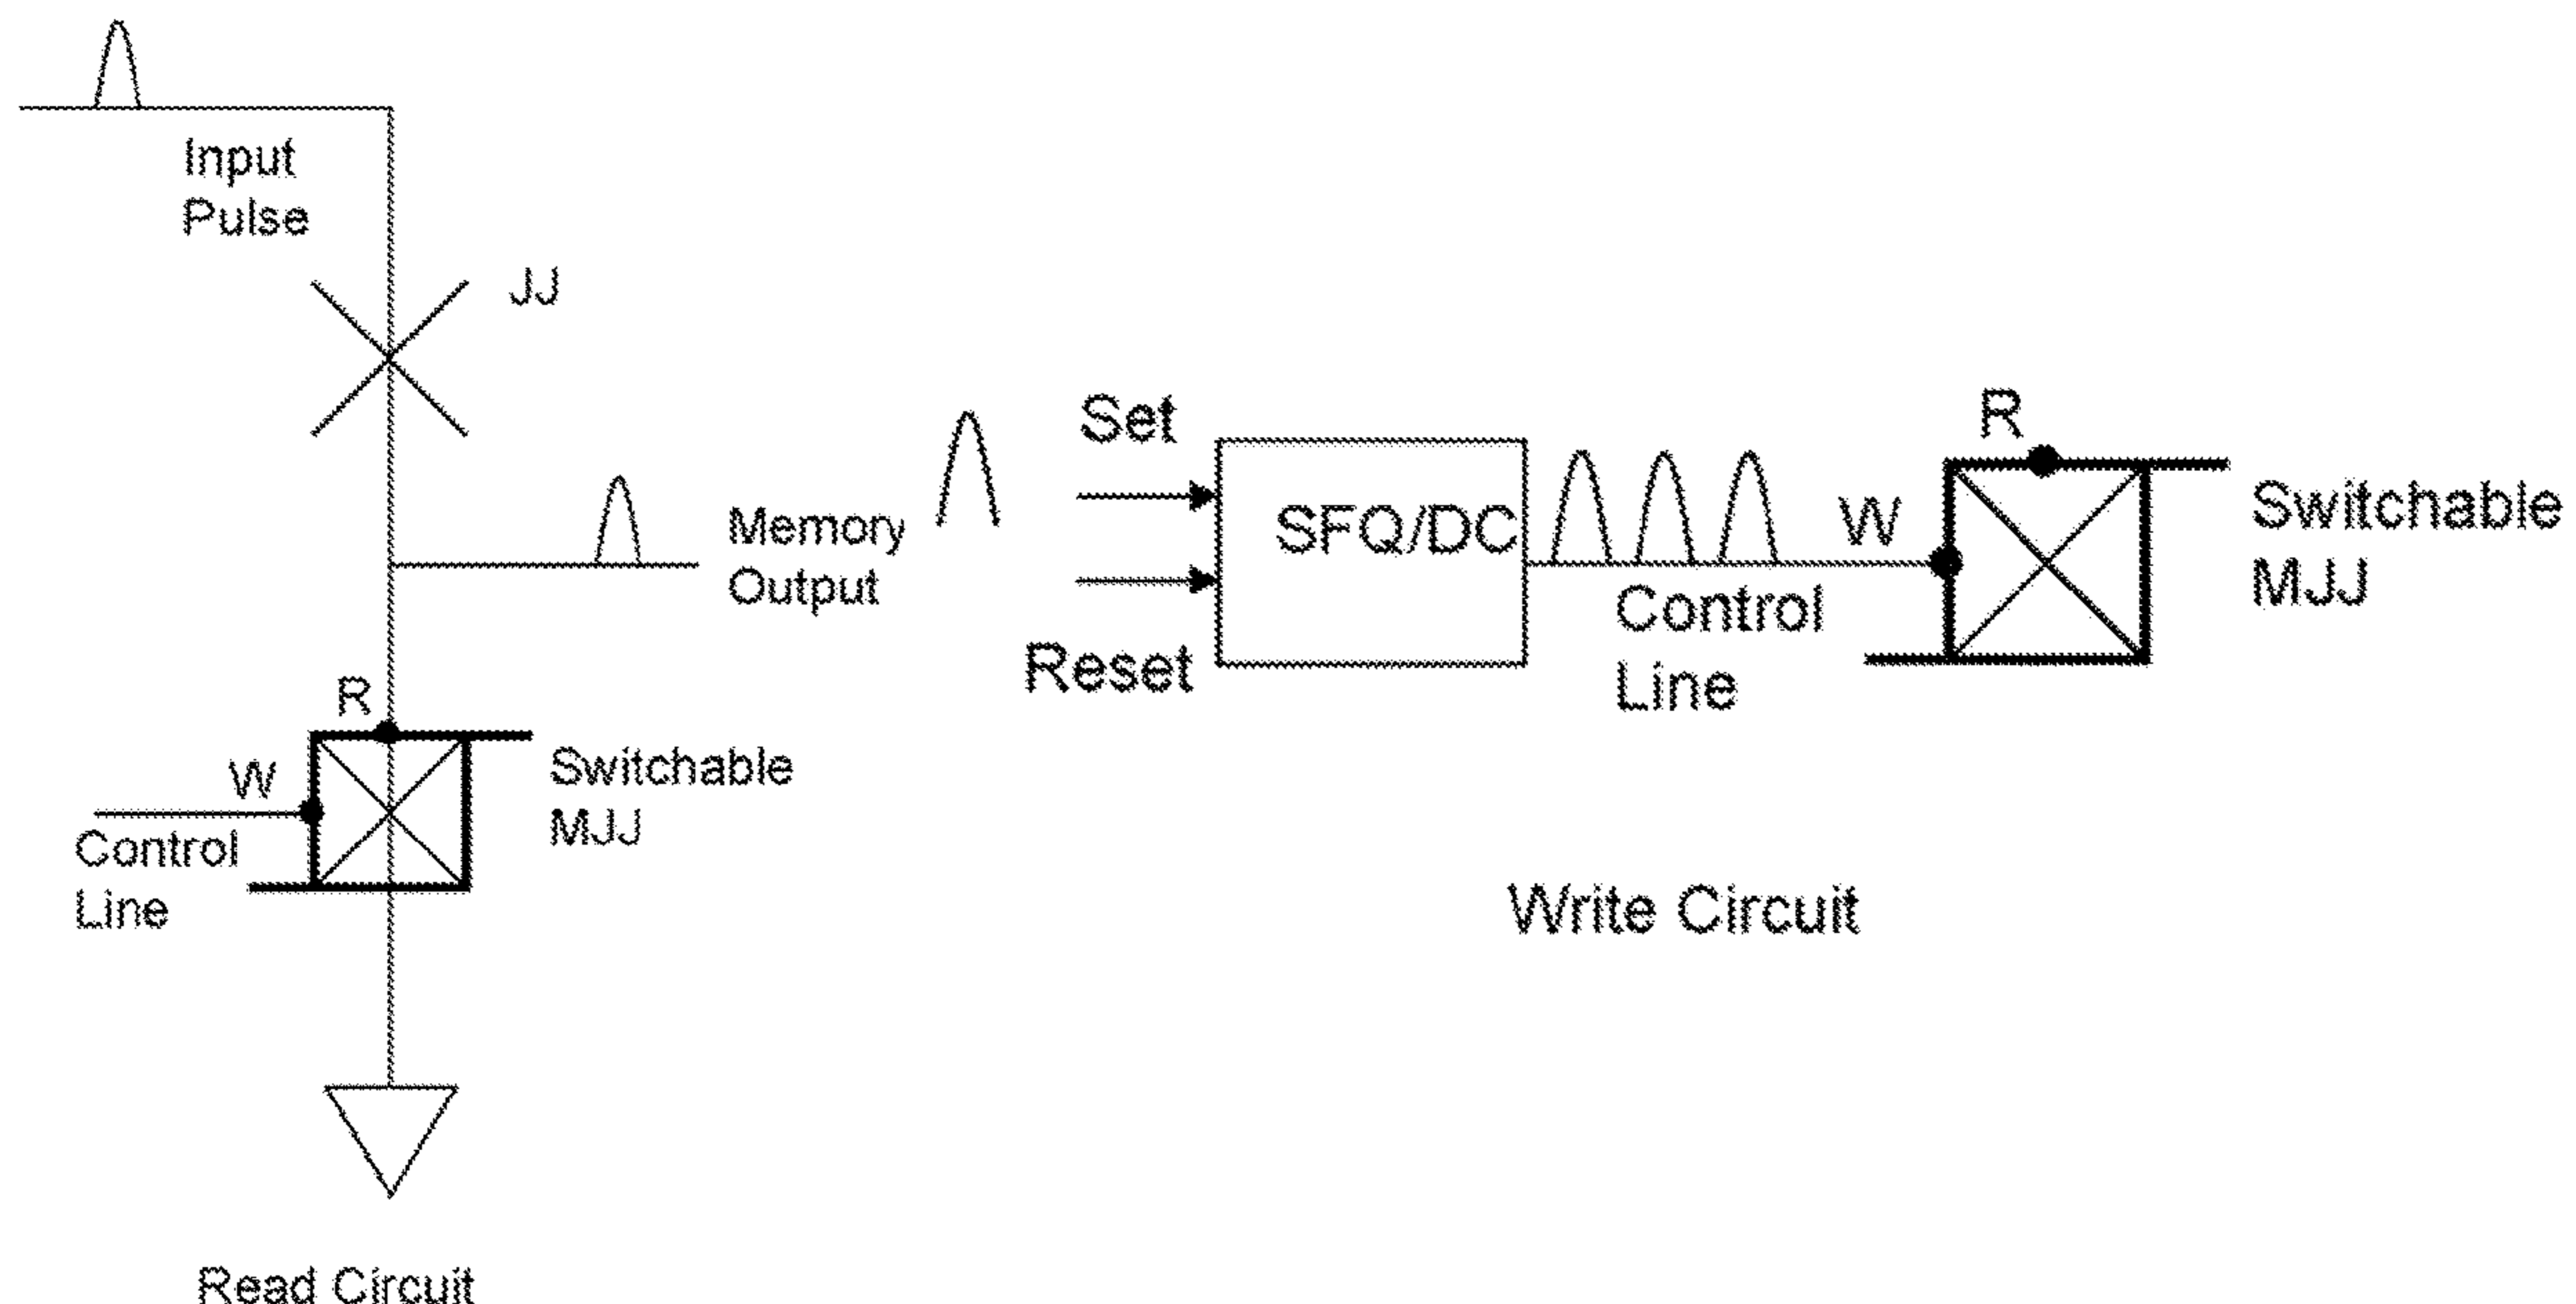 Input
Pulse
JJ
Memory
Output
R
W
Switchable
MJJ
Control
Line
Read Circuit
Set
Reset
SFQ/DC
Control
Line
W
R
Switchable
MJJ
Write Circuit